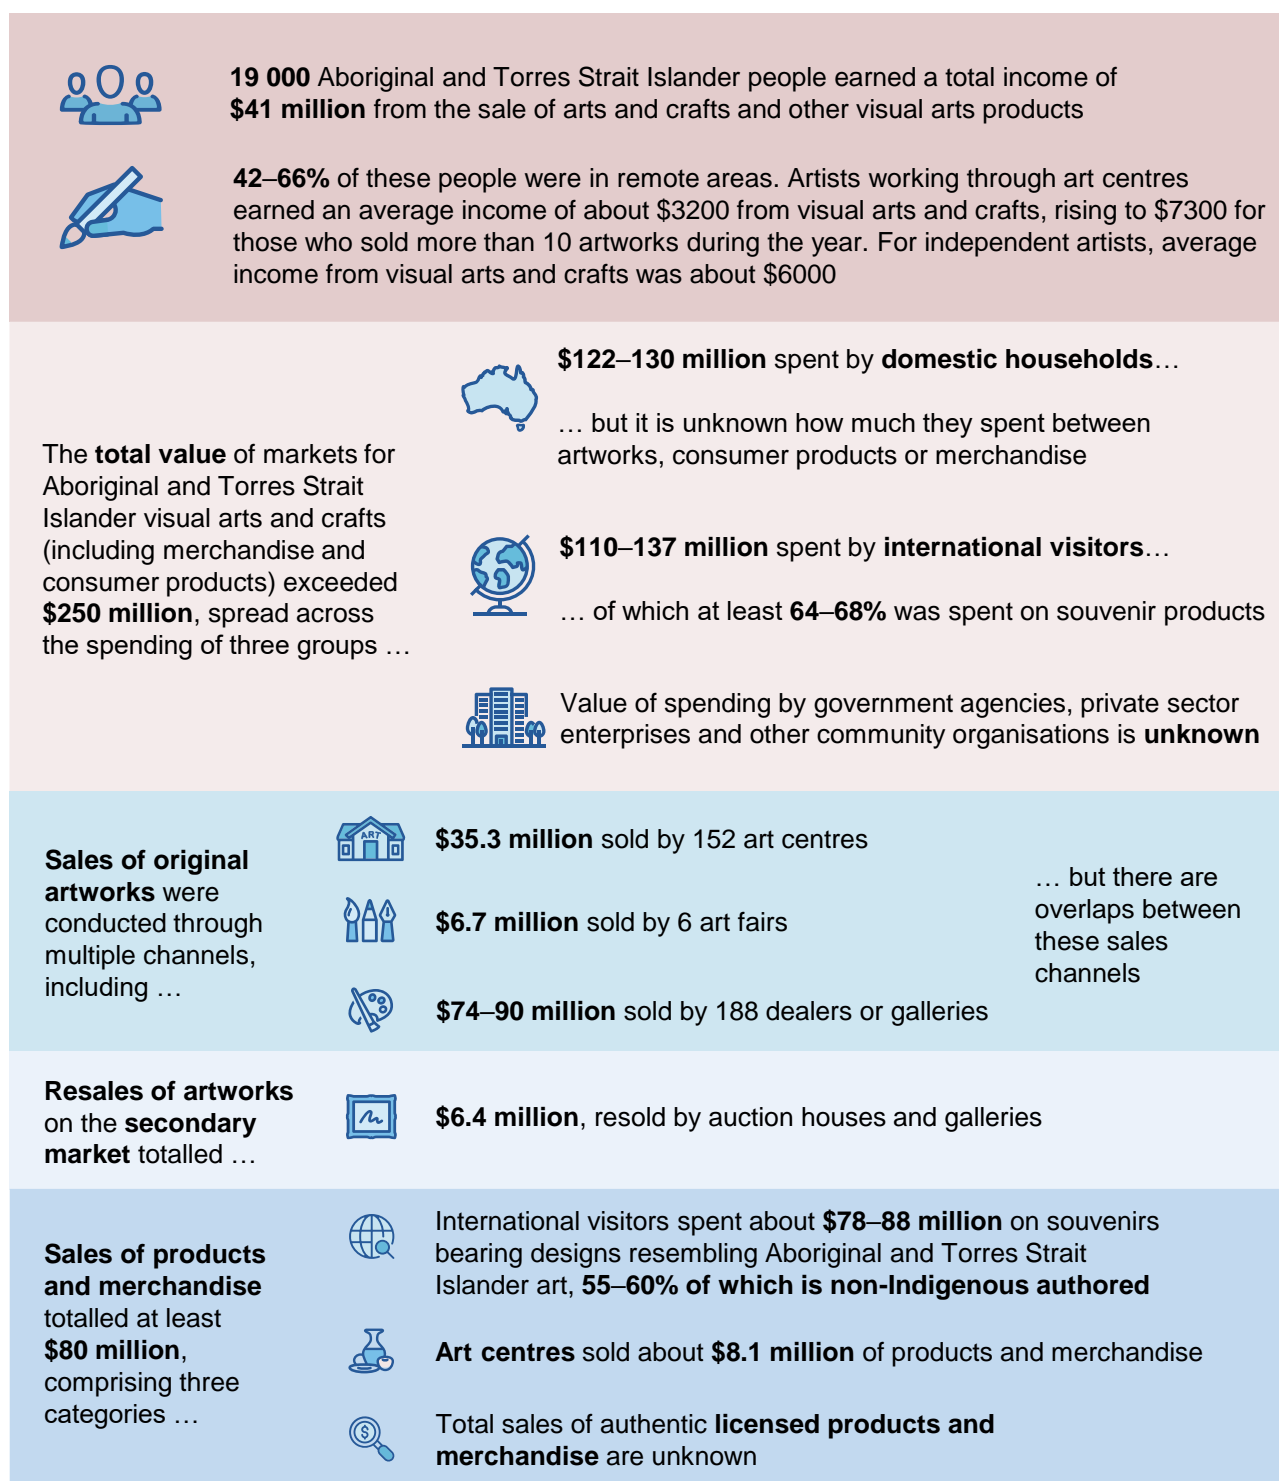 19 000 Aboriginal and Torres Strait Islander people earned a total income of
$41 million from the sale of arts and crafts and other visual arts products
42–66% of these people were in remote areas. Artists working through art centres
earned an average income of about $3200 from visual arts and crafts, rising to $7300 for
those who sold more than 10 artworks during the year. For independent artists, average
income from visual arts and crafts was about $6000
The total value of markets for
Aboriginal and Torres Strait
Islander visual arts and crafts
(including merchandise and
consumer products) exceeded
$250 million, spread across
the spending of three groups …
$122–130 million spent by domestic households…
… but it is unknown how much they spent between
artworks, consumer products or merchandise
$110–137 million spent by international visitors…
… of which at least 64–68% was spent on souvenir products
Value of spending by government agencies, private sector
enterprises and other community organisations is unknown
Sales of original
artworks were
conducted through
multiple channels,
including …
ART
$35.3 million sold by 152 art centres
$6.7 million sold by 6 art fairs
$74–90 million sold by 188 dealers or galleries
… but there are
overlaps between
these sales
channels
Resales of artworks
on the secondary
market totalled …
$6.4 million, resold by auction houses and galleries
Sales of products
and merchandise
totalled at least
$80 million,
comprising three
categories …
International visitors spent about $78–88 million on souvenirs
bearing designs resembling Aboriginal and Torres Strait
Islander art, 55–60% of which is non-Indigenous authored
Art centres sold about $8.1 million of products and merchandise
$
Total sales of authentic licensed products and
merchandise are unknown